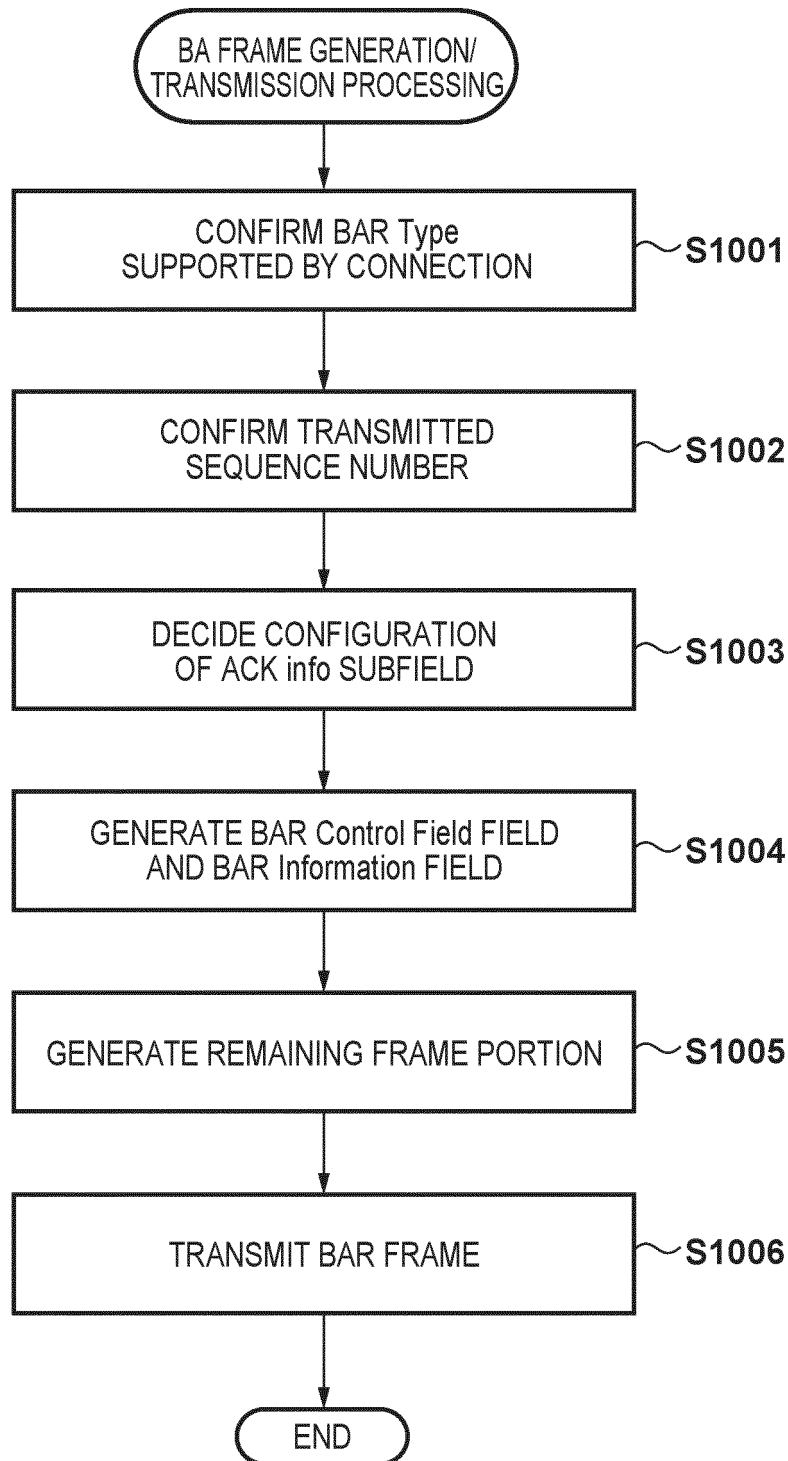 BA FRAME GENERATION/
TRANSMISSION PROCESSING
CONFIRM BAR Type
SUPPORTED BY CONNECTION
S1001
CONFIRM TRANSMITTED
SEQUENCE NUMBER
S1002
DECIDE CONFIGURATION
OF ACK info SUBFIELD
S1003
GENERATE BAR Control Field FIELD
AND BAR Information FIELD
S1004
GENERATE REMAINING FRAME PORTION
S1005
TRANSMIT BAR FRAME
S1006
END